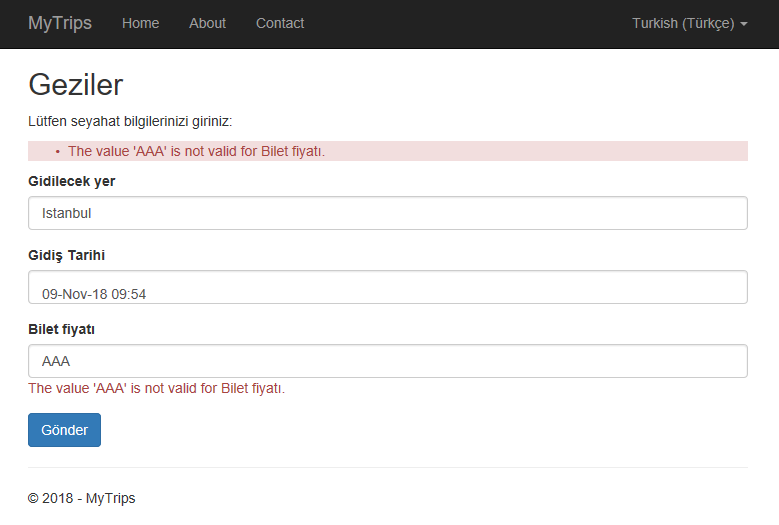 MyTrips Home About Contact Turkish (Türkçe)
Geziler
Lütfen seyahat bilgilerinizi giriniz:
• The value 'AAA' is not valid for Bilet fiyatı.
Gidilecek yer
Istanbul
Gidiş Tarihi
09-Nov-18 09:54
Bilet fiyatı
AAA
The value 'AAA' is not valid for Bilet fiyatı.
Gönder
© 2018 - MyTrips